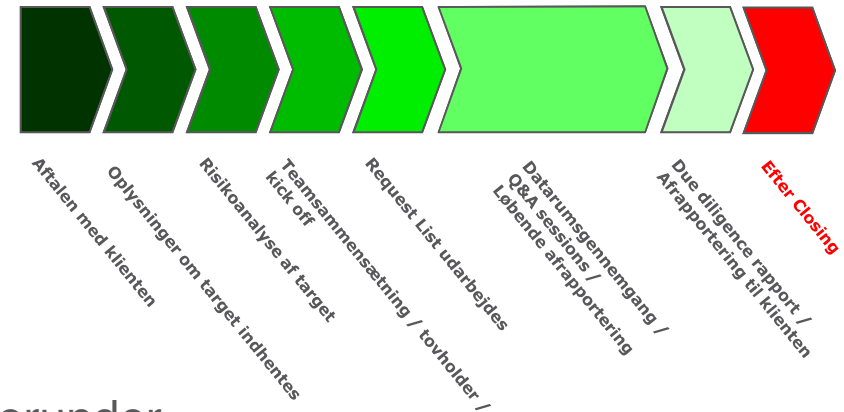 Aftalen med klienten
Oplysninger om target indhentes
Risikoanalyse af target
Teamsammensætning / tovholder /
kick off
Request List udarbejdes
Datarumsgennemgang /
Q&A sessions /
Løbende afrapportering
Due diligence rapport /
Afrapportering til klienten
Efter Closing